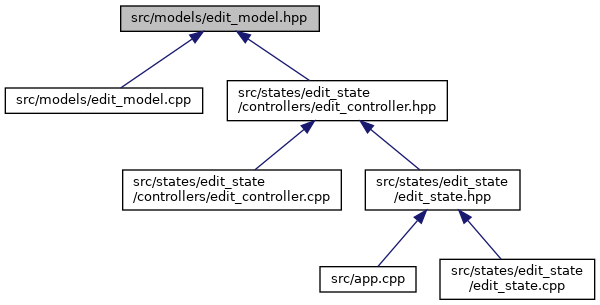 src/models/edit_model.hpp
src/models/edit_model.cpp
src/states/edit_state
/controllers/edit_controller.hpp
src/states/edit_state
/controllers/edit_controller.cpp
src/states/edit_state
/edit_state.hpp
src/app.cpp
src/states/edit_state
/edit_state.cpp